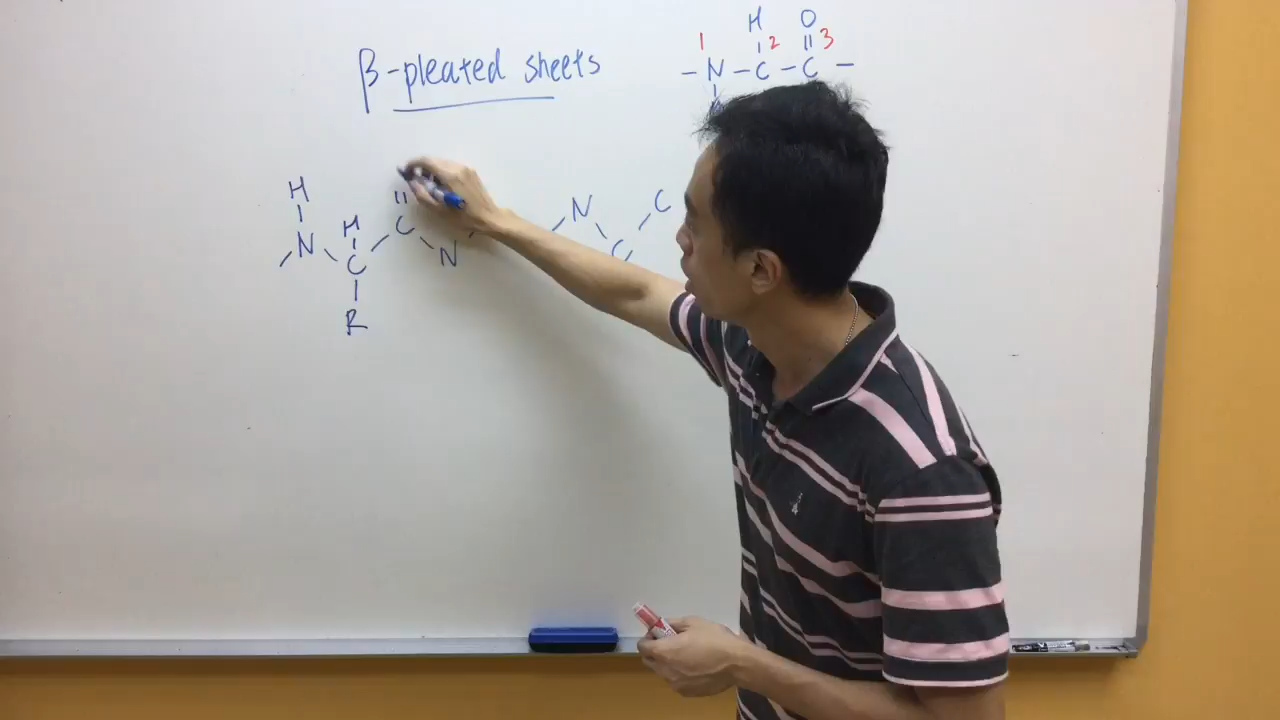 β-pleated sheets
H O
1 2 3
– N – C – C –
H N C
H
N C N C
C
R